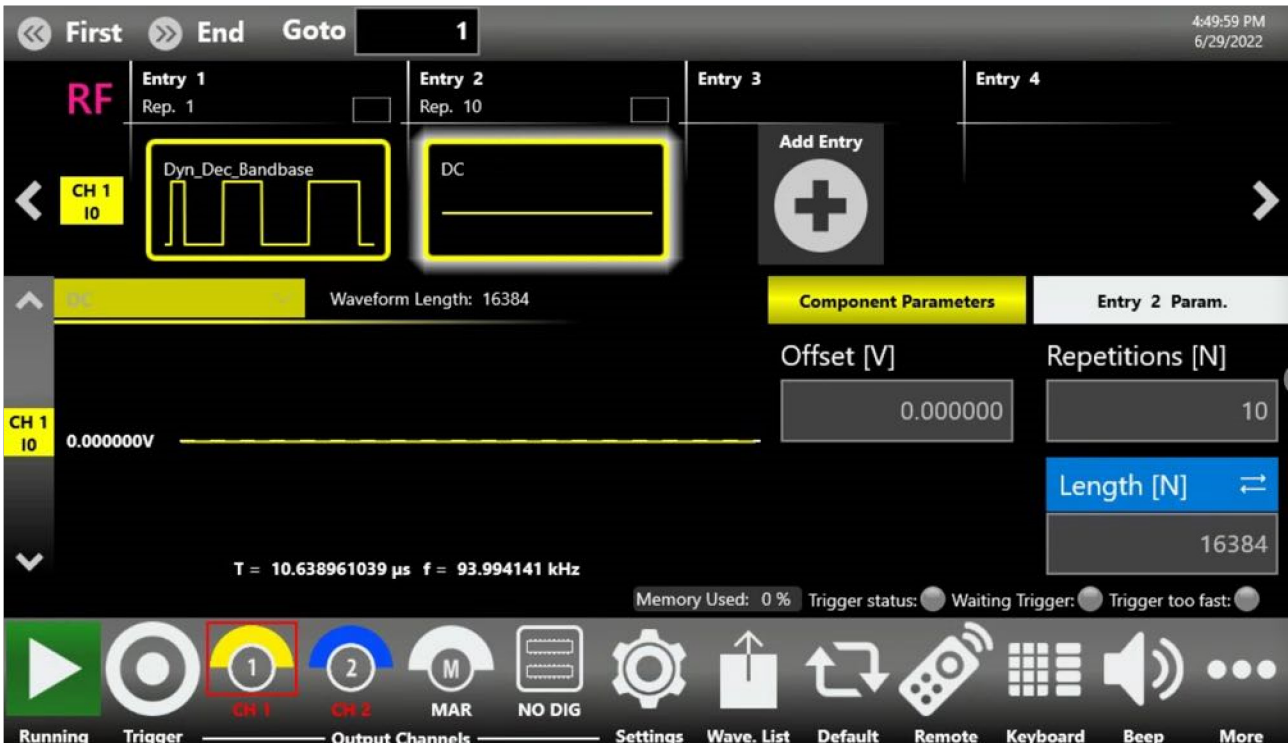 First End Goto 1
4:49:59 PM
6/29/2022
RF
Entry 1
Rep. 1
Entry 2
Rep. 10
Entry 3
Entry 4
CH 1
I0
Dyn_Dec_Bandbase
DC
Add Entry
DC
Waveform Length: 16384
Component Parameters
Entry 2 Param.
Offset [V]
0.000000
Repetitions [N]
10
CH 1
I0
0.000000V
Length [N]
16384
T = 10.638961039 µs f = 93.994141 kHz
Memory Used: 0 % Trigger status: Waiting Trigger: Trigger too fast:
1
CH 1
2
CH 2
M
MAR
NO DIG
Running Trigger Output Channels Settings Wave. List Default Remote Keyboard Beep More